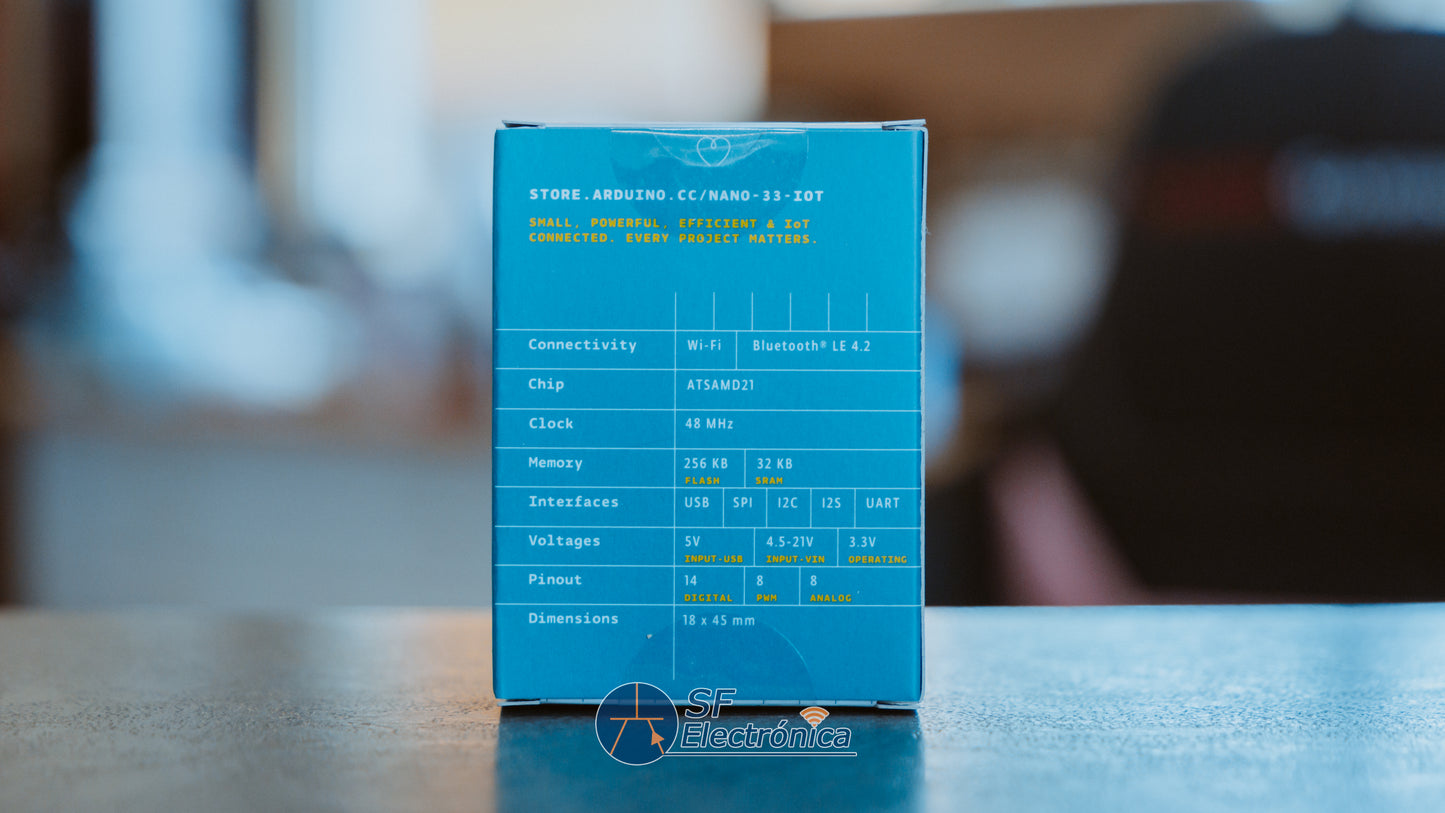 STORE.ARDUINO.CC/NANO-33-IOT
SMALL, POWERFUL, EFFICIENT & IoT
CONNECTED. EVERY PROJECT MATTERS.
Connectivity Wi-Fi Bluetooth® LE 4.2
Chip ATSAMD21
Clock 48 MHz
Memory 256 KB 32 KB
FLASH SRAM
Interfaces USB SPI I2C I2S UART
Voltages 5V 4.5-21V 3.3V
INPUT-USB INPUT-VIN OPERATING
Pinout 14 8 8
DIGITAL PWM ANALOG
Dimensions 18 x 45 mm
SF
Electrónica